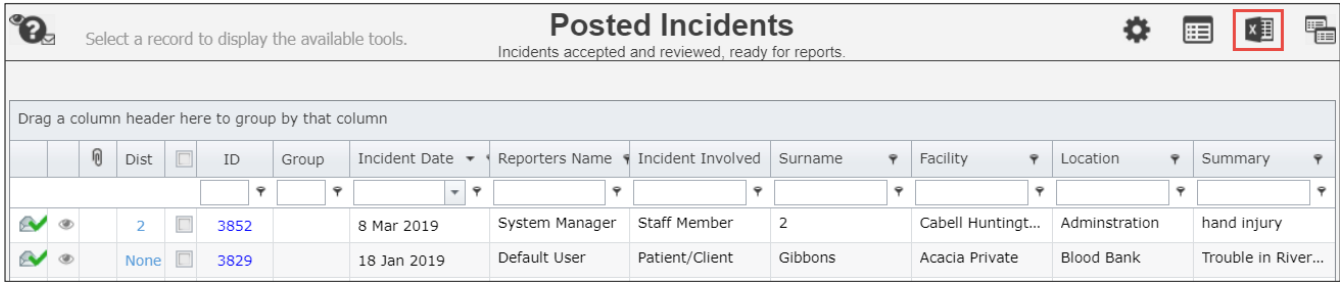 Posted Incidents
Select a record to display the available tools.
Incidents accepted and reviewed, ready for reports.
Drag a column header here to group by that column
Dist ID Group Incident Date Reporters Name Incident Involved Surname Facility Location Summary
2 3852 8 Mar 2019 System Manager Staff Member 2 Cabell Huntingt... Adminstration hand injury
None 3829 18 Jan 2019 Default User Patient/Client Gibbons Acacia Private Blood Bank Trouble in River...